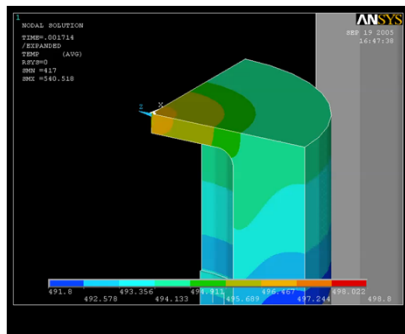 1
NODAL SOLUTION
TIME=.001714
/EXPANDED
TEMP (AVG)
RSYS=0
SMN =417
SMX =540.518
ANSYS
SEP 19 2005
16:47:38
Z
X
491.8 493.356 494.911 496.467 498.022
492.578 494.133 495.689 497.244 498.8